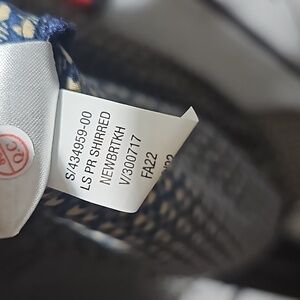 S/434959-00
LS PR SHIRRED
NEWBRTKH
V/300717
FA22